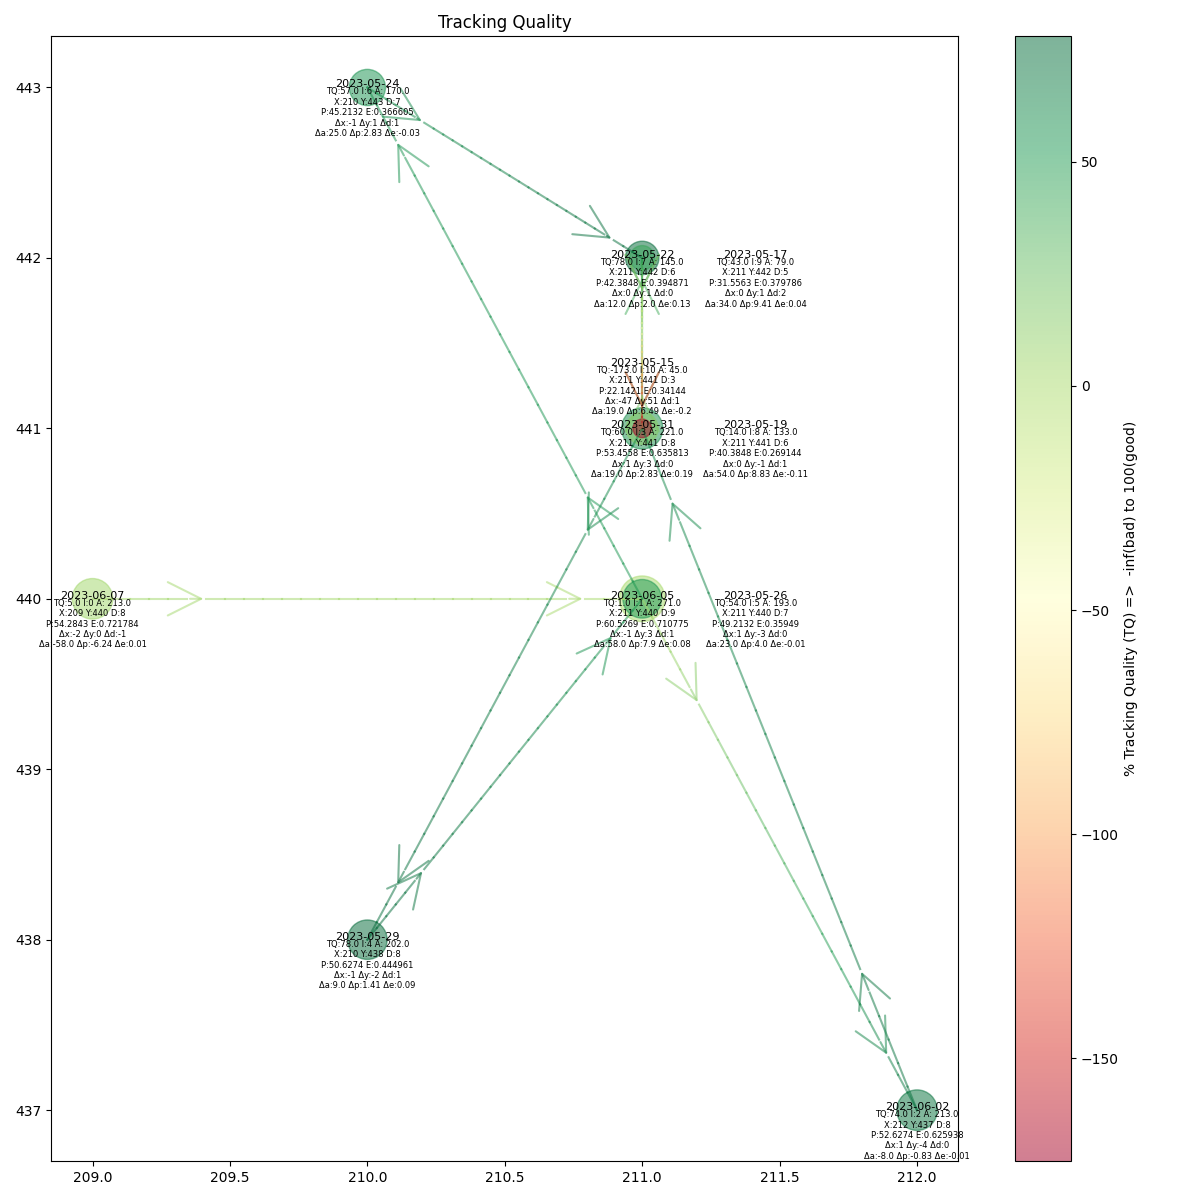 Tracking Quality
443
442
441
440
439
438
437
209.0
209.5
210.0
210.5
211.0
211.5
212.0
2023-05-24
TQ:57.0 I:6 A: 170.0
X:210 Y:443 D:7
P:45.2132 E:0.366605
Δx:-1 Δy:1 Δd:1
Δa:25.0 Δp:2.83 Δe:-0.03
2023-05-22
TQ:78.0 I:7 A: 145.0
X:211 Y:442 D:6
P:42.3848 E:0.394871
Δx:0 Δy:1 Δd:0
Δa:12.0 Δp:2.0 Δe:0.13
2023-05-17
TQ:43.0 I:9 A: 79.0
X:211 Y:442 D:5
P:31.5563 E:0.379786
Δx:0 Δy:1 Δd:2
Δa:34.0 Δp:9.41 Δe:0.04
2023-05-15
TQ:-173.0 I:10 A: 45.0
X:211 Y:441 D:3
P:22.1421 E:0.34144
Δx:-47 Δy:51 Δd:1
Δa:19.0 Δp:6.49 Δe:-0.2
2023-05-31
TQ:60.0 I:3 A: 221.0
X:211 Y:441 D:8
P:53.4558 E:0.635813
Δx:1 Δy:3 Δd:0
Δa:19.0 Δp:2.83 Δe:0.19
2023-05-19
TQ:14.0 I:8 A: 133.0
X:211 Y:441 D:6
P:40.3848 E:0.269144
Δx:0 Δy:-1 Δd:1
Δa:54.0 Δp:8.83 Δe:-0.11
2023-06-07
TQ:5.0 I:0 A: 213.0
X:209 Y:440 D:8
P:54.2843 E:0.721784
Δx:-2 Δy:0 Δd:-1
Δa:-58.0 Δp:-6.24 Δe:0.01
2023-06-05
TQ:1.0 I:1 A: 271.0
X:211 Y:440 D:9
P:60.5269 E:0.710775
Δx:-1 Δy:3 Δd:1
Δa:58.0 Δp:7.9 Δe:0.08
2023-05-26
TQ:54.0 I:5 A: 193.0
X:211 Y:440 D:7
P:49.2132 E:0.35949
Δx:1 Δy:-3 Δd:0
Δa:23.0 Δp:4.0 Δe:-0.01
2023-05-29
TQ:78.0 I:4 A: 202.0
X:210 Y:438 D:8
P:50.6274 E:0.444961
Δx:-1 Δy:-2 Δd:1
Δa:9.0 Δp:1.41 Δe:0.09
2023-06-02
TQ:74.0 I:2 A: 213.0
X:212 Y:437 D:8
P:52.6274 E:0.625938
Δx:1 Δy:-4 Δd:0
Δa:-8.0 Δp:-0.83 Δe:-0.01
50
0
−50
−100
−150
% Tracking Quality (TQ) => -inf(bad) to 100(good)